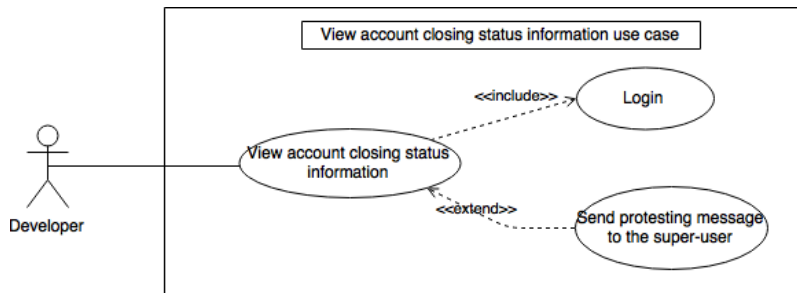 View account closing status information use case
<<include>>
Login
View account closing status
information
<<extend>>
Send protesting message
to the super-user
Developer